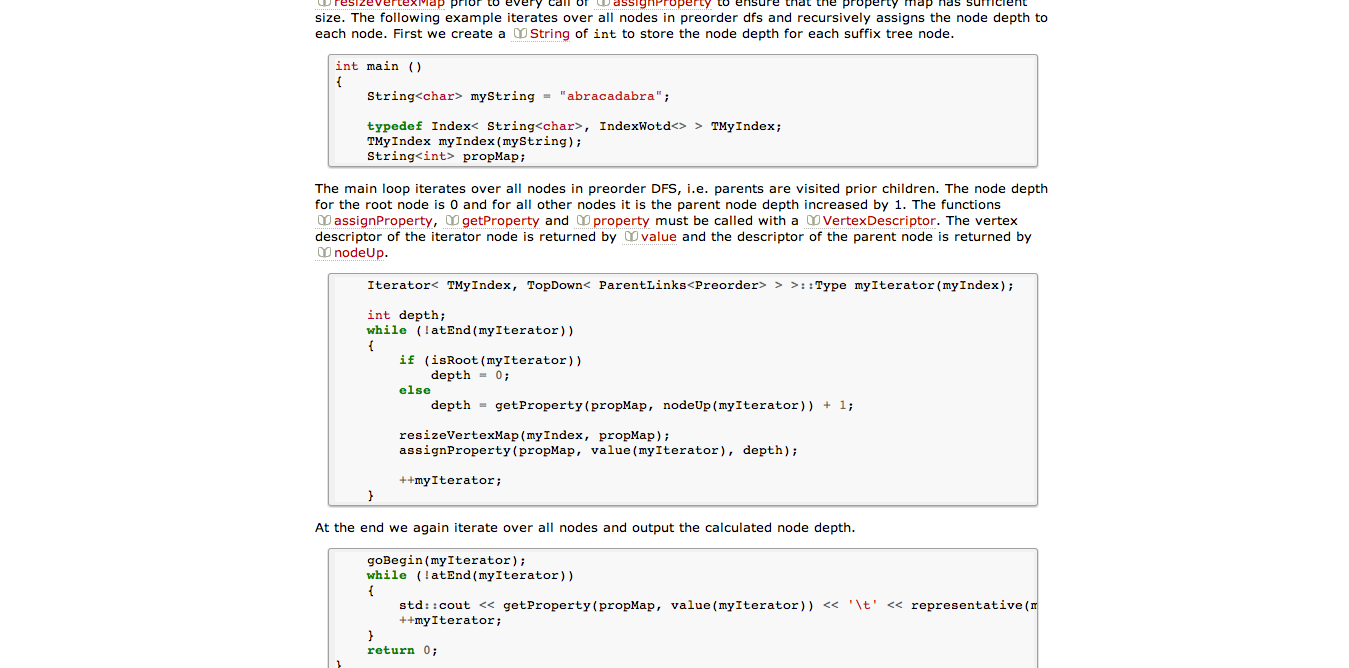 resizeVertexMap prior to every call of assignProperty to ensure that the property map has sufficient
size. The following example iterates over all nodes in preorder dfs and recursively assigns the node depth to
each node. First we create a String of int to store the node depth for each suffix tree node.
int main ()
{
    String<char> myString = "abracadabra";
    typedef Index< String<char>, IndexWotd<> > TMyIndex;
    TMyIndex myIndex(myString);
    String<int> propMap;
The main loop iterates over all nodes in preorder DFS, i.e. parents are visited prior children. The node depth
for the root node is 0 and for all other nodes it is the parent node depth increased by 1. The functions
assignProperty, getProperty and property must be called with a VertexDescriptor. The vertex
descriptor of the iterator node is returned by value and the descriptor of the parent node is returned by
nodeUp.
    Iterator< TMyIndex, TopDown< ParentLinks<Preorder> > >::Type myIterator(myIndex);
    int depth;
    while (!atEnd(myIterator))
    {
        if (isRoot(myIterator))
            depth = 0;
        else
            depth = getProperty(propMap, nodeUp(myIterator)) + 1;
        resizeVertexMap(myIndex, propMap);
        assignProperty(propMap, value(myIterator), depth);
        ++myIterator;
    }
At the end we again iterate over all nodes and output the calculated node depth.
    goBegin(myIterator);
    while (!atEnd(myIterator))
    {
        std::cout << getProperty(propMap, value(myIterator)) << '\t' << representative(m
        ++myIterator;
    }
    return 0;
}